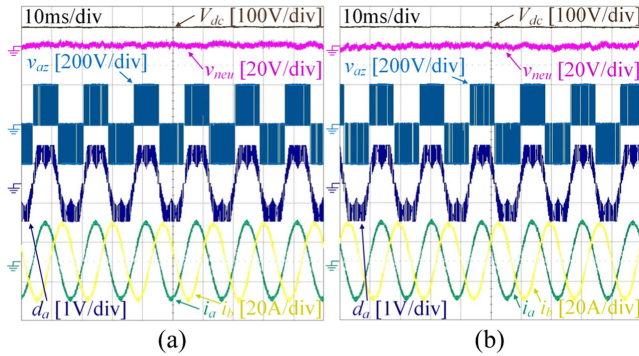 10ms/div
V_dc [100V/div]
v_az [200V/div]
v_neu [20V/div]
d_a [1V/div]
i_a i_b [20A/div]
(a)
10ms/div
V_dc [100V/div]
v_az [200V/div]
v_neu [20V/div]
d_a [1V/div]
i_a i_b [20A/div]
(b)